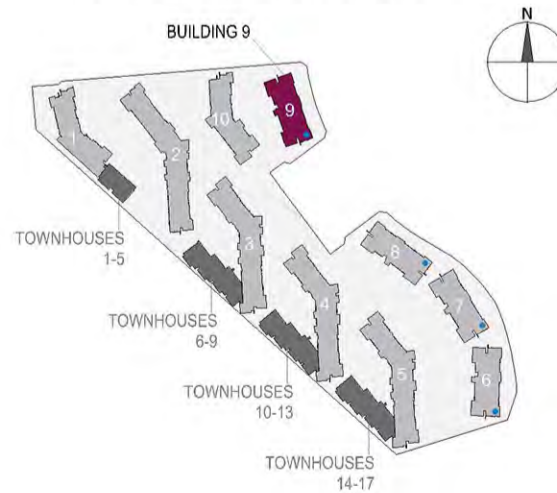 N
BUILDING 9
9
10
1
2
3
8
7
4
5
6
TOWNHOUSES
1-5
TOWNHOUSES
6-9
TOWNHOUSES
10-13
TOWNHOUSES
14-17